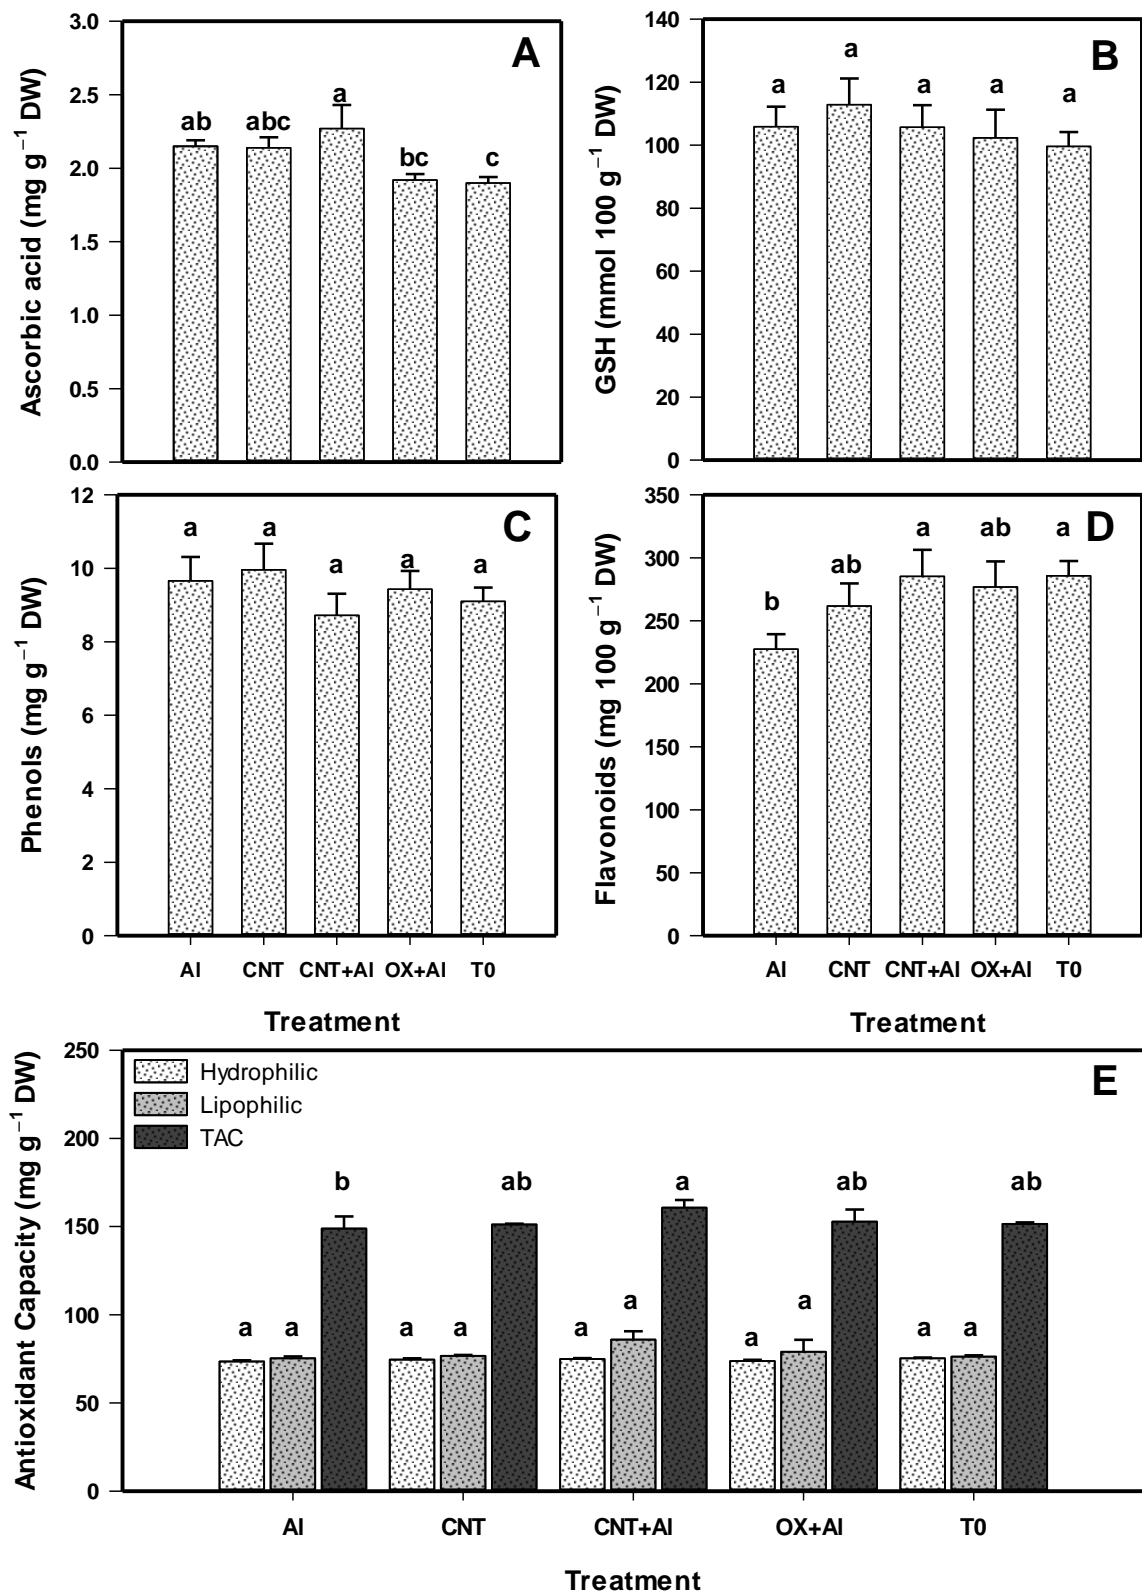 A
Ascorbic acid (mg g⁻¹ DW)
3.0
2.5
2.0
1.5
1.0
0.5
0.0
ab abc a bc c
B
GSH (mmol 100 g⁻¹ DW)
140
120
100
80
60
40
20
0
a a a a a
C
Phenols (mg g⁻¹ DW)
12
10
8
6
4
2
0
a a a a a
Al CNT CNT+Al OX+Al T0
Treatment
D
Flavonoids (mg 100 g⁻¹ DW)
350
300
250
200
150
100
50
0
b ab a ab a
Al CNT CNT+Al OX+Al T0
Treatment
E
Antioxidant Capacity (mg g⁻¹ DW)
250
200
150
100
50
0
Hydrophilic
Lipophilic
TAC
a a b a a ab a a a a a ab a a ab
Al CNT CNT+Al OX+Al T0
Treatment